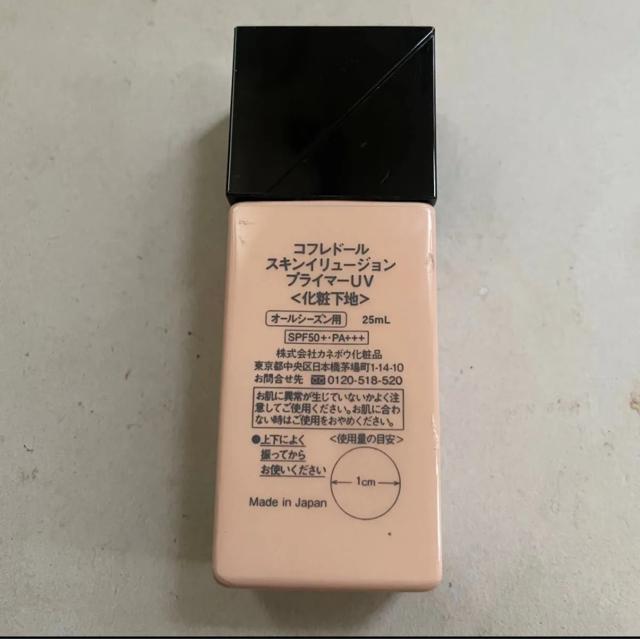 コフレドール
スキンイリュージョン
プライマーUV
<化粧下地>
オールシーズン用 25mL
SPF50+・PA+++
株式会社カネボウ化粧品
東京都中央区日本橋茅場町1-14-10
お問合せ先 0120-518-520
お肌に異常が生じていないかよく注
意してご使用ください。お肌に合わ
ない時はご使用をおやめください。
●上下によく <使用量の目安>
振ってから
お使いください
1cm
Made in Japan